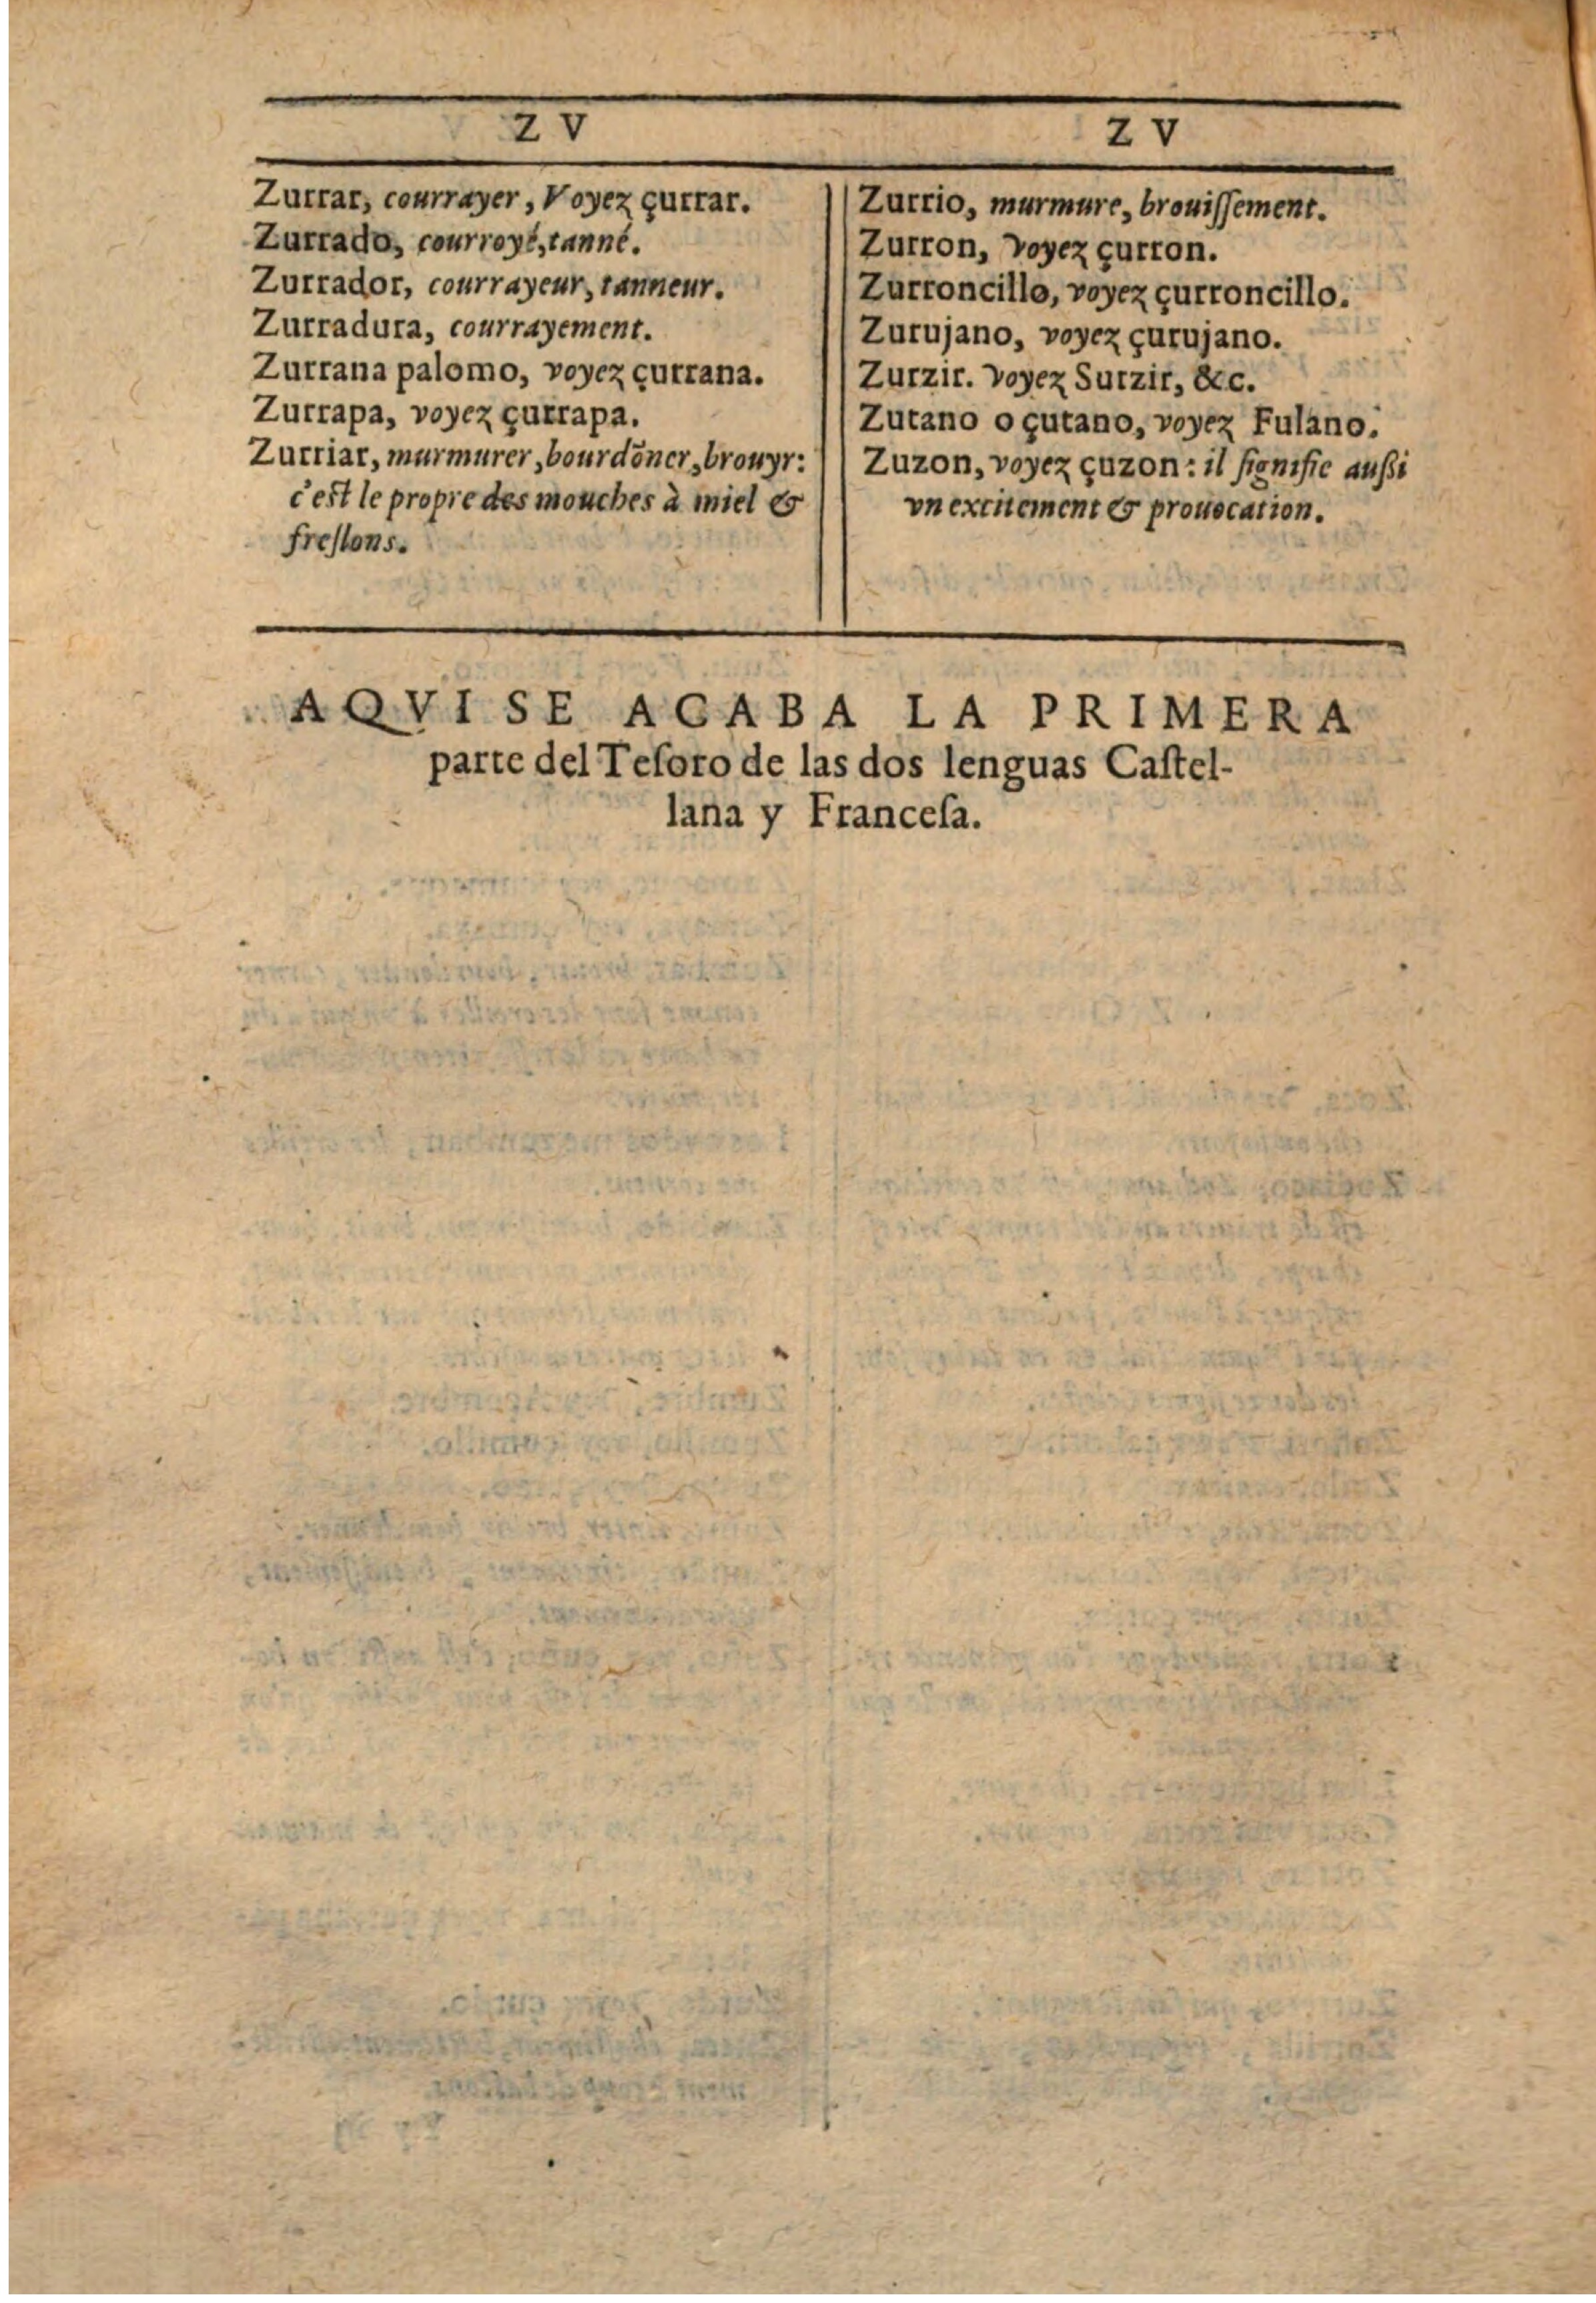 Z V
Zurrar, courrayer, Voyez çurrar.
Zurrado, courroyé, tanné.
Zurrador, courrayeur, tanneur.
Zurradura, courrayement.
Zurrana palomo, voyez çurrana.
Zurrapa, voyez çurrapa.
Zurriar, murmurer, bourdõner, brouyr:
c'est le propre des mouches à miel &
freſlons.
Z V
Zurrio, murmure, brouiſſement.
Zurron, voyez çurron.
Zurroncillo, voyez çurroncillo.
Zurujano, voyez çurujano.
Zurzir. voyez Surzir, &c.
Zutano o çutano, voyez Fulano.
Zuzon, voyez çuzon: il ſignifie auſſi
vn excitement & prouocation.
AQVI SE ACABA LA PRIMERA
parte del Teſoro de las dos lenguas Caſtel-
lana y Franceſa.